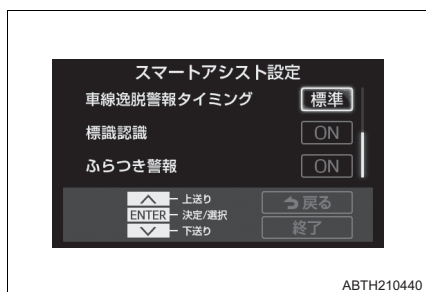 スマートアシスト設定
車線逸脱警報タイミング 標準
標識認識 ON
ふらつき警報 ON
上送り
ENTER 決定/選択
下送り
戻る
終了
ABTH210440